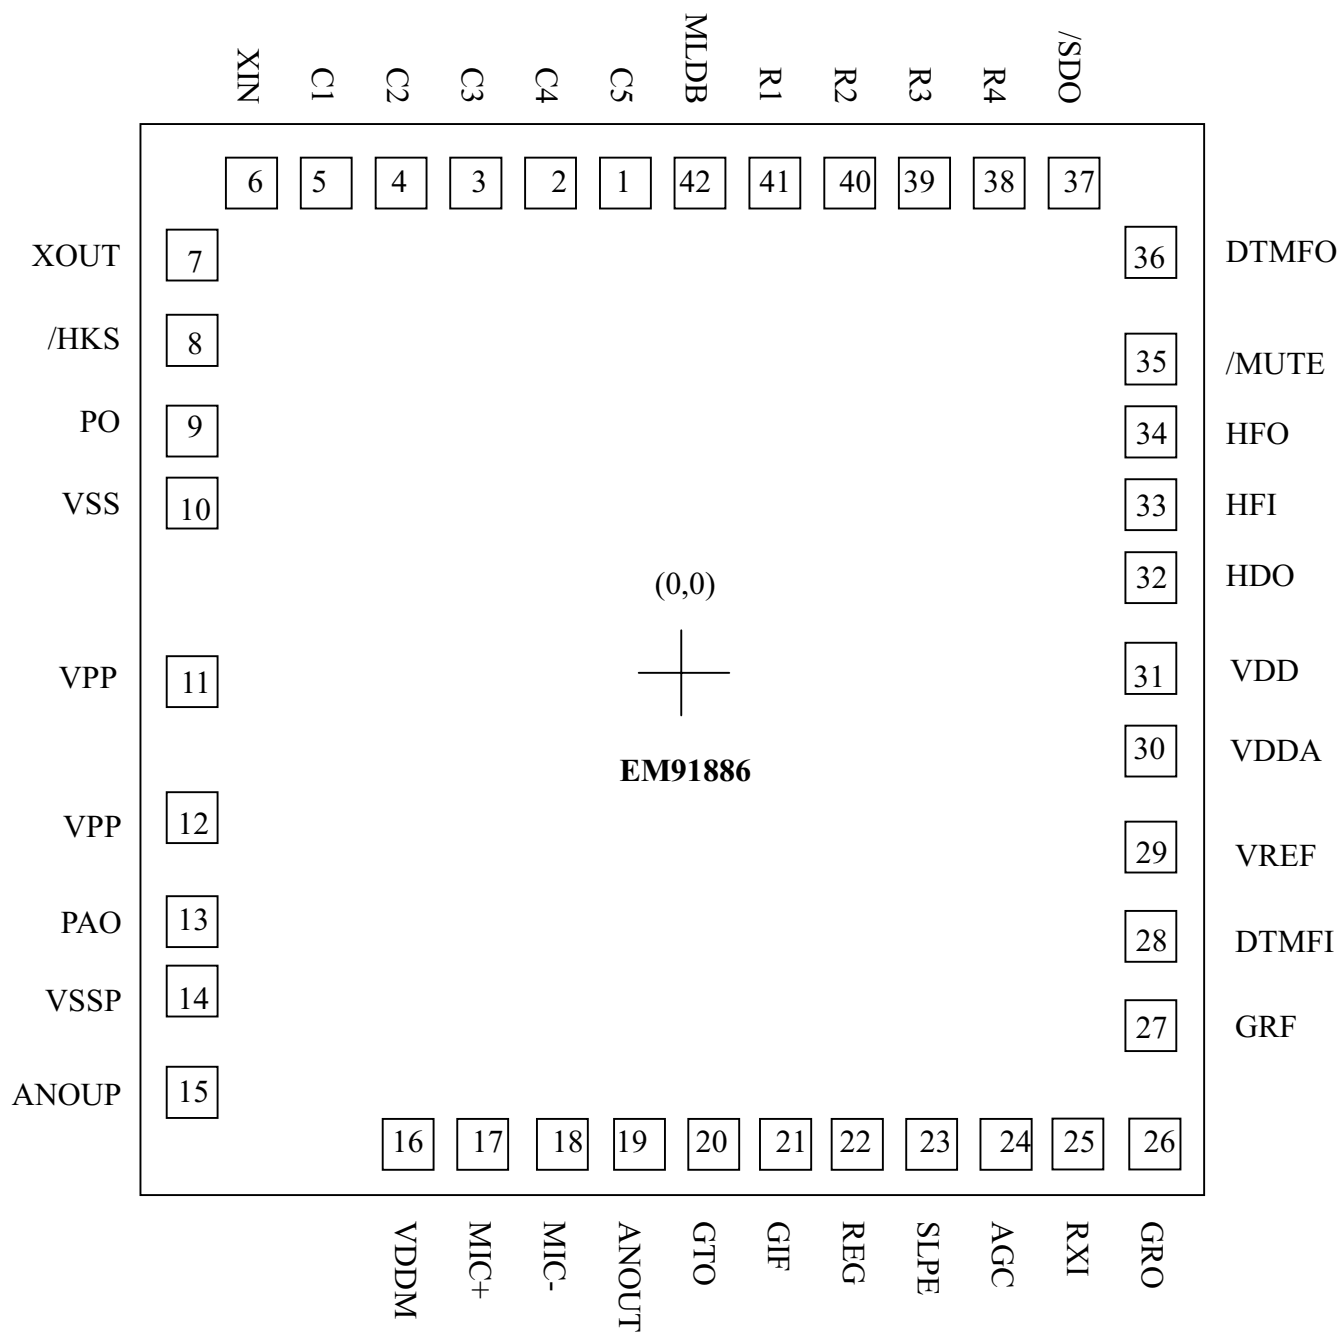 XIN C1 C2 C3 C4 C5 MLDB R1 R2 R3 R4 /SDO
6 5 4 3 2 1 42 41 40 39 38 37
XOUT 7 36 DTMFO
/HKS 8 35 /MUTE
PO 9 34 HFO
VSS 10 33 HFI
(0,0) 32 HDO
VPP 11 31 VDD
EM91886 30 VDDA
VPP 12 29 VREF
PAO 13 28 DTMFI
VSSP 14 27 GRF
ANOUP 15
16 17 18 19 20 21 22 23 24 25 26
VDDM MIC+ MIC- ANOUT GTO GIF REG SLPE AGC RXI GRO